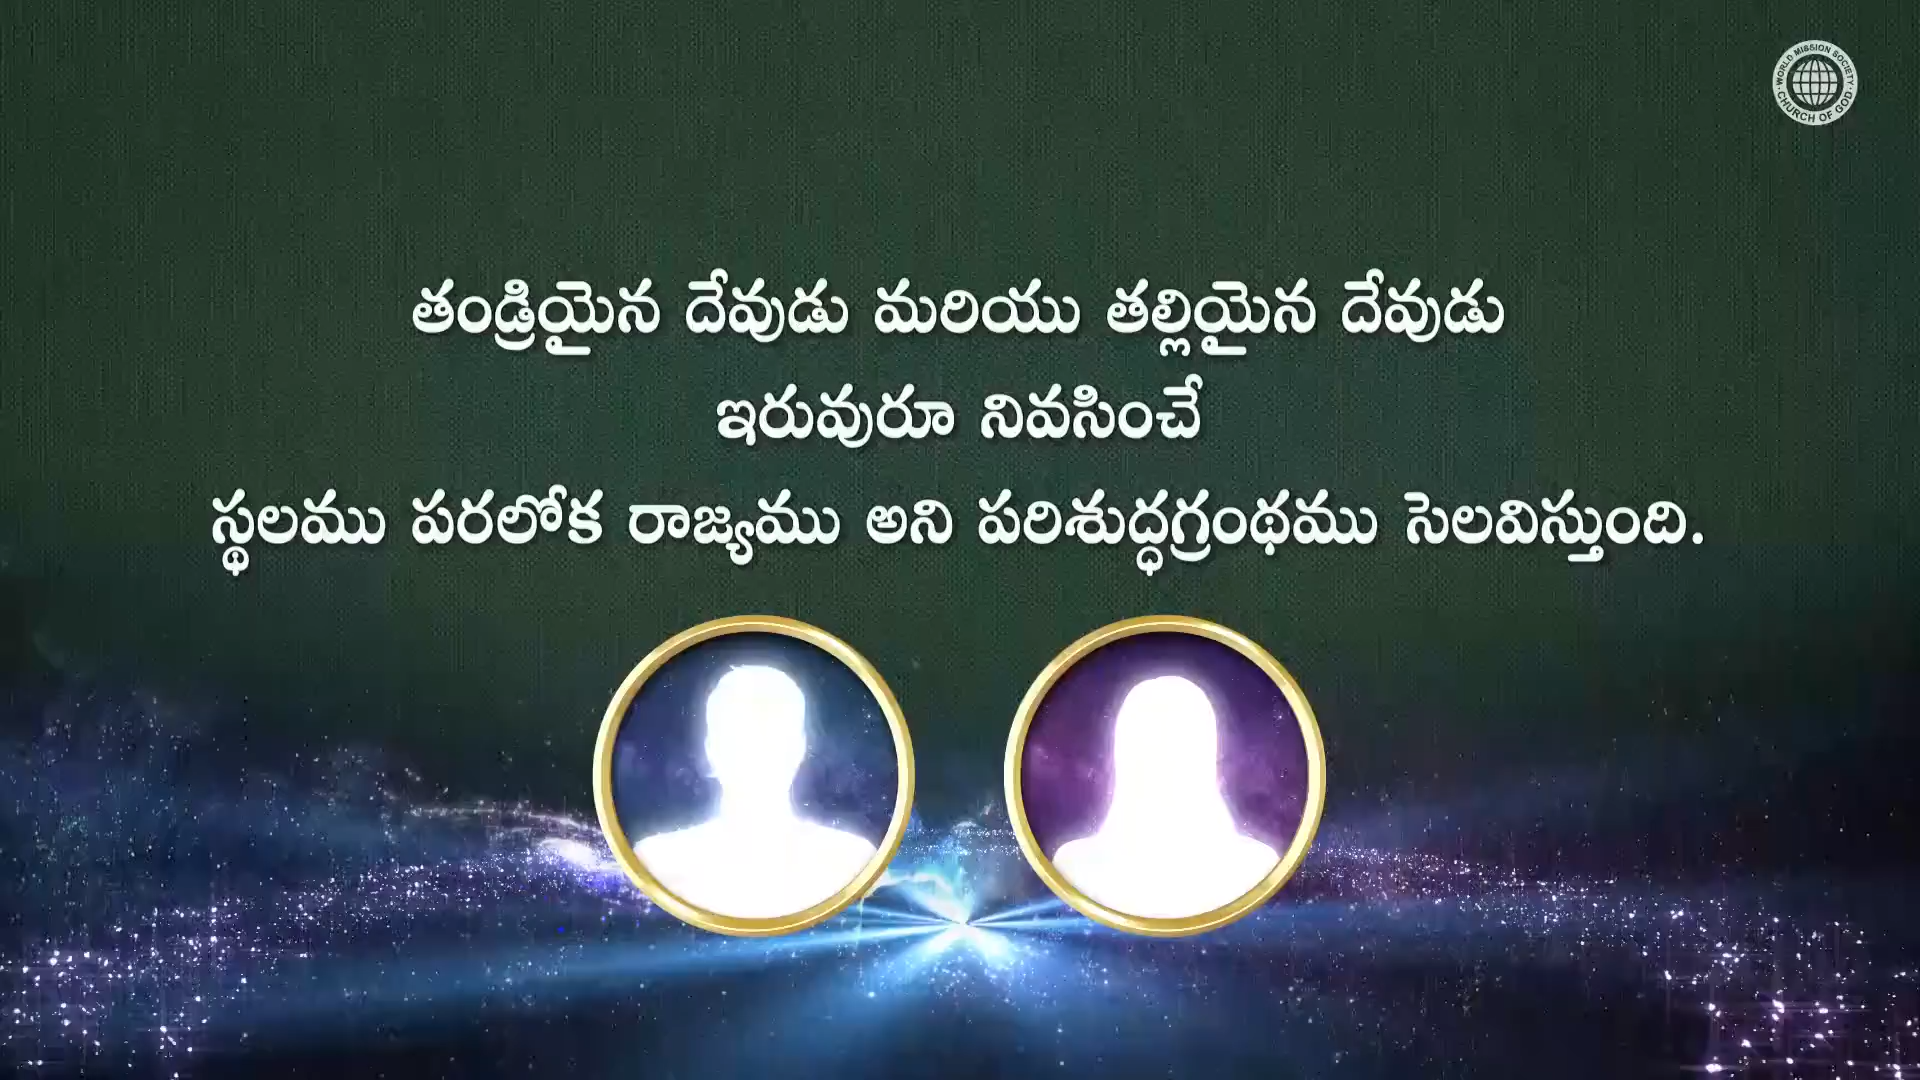 WORLD MISSION SOCIETY
CHURCH OF GOD
తండ్రియైన దేవుడు మరియు తల్లియైన దేవుడు
ఇరువురూ నివసించే
స్థలము పరలోక రాజ్యము అని పరిశుద్ధగ్రంథము సెలవిస్తుంది.